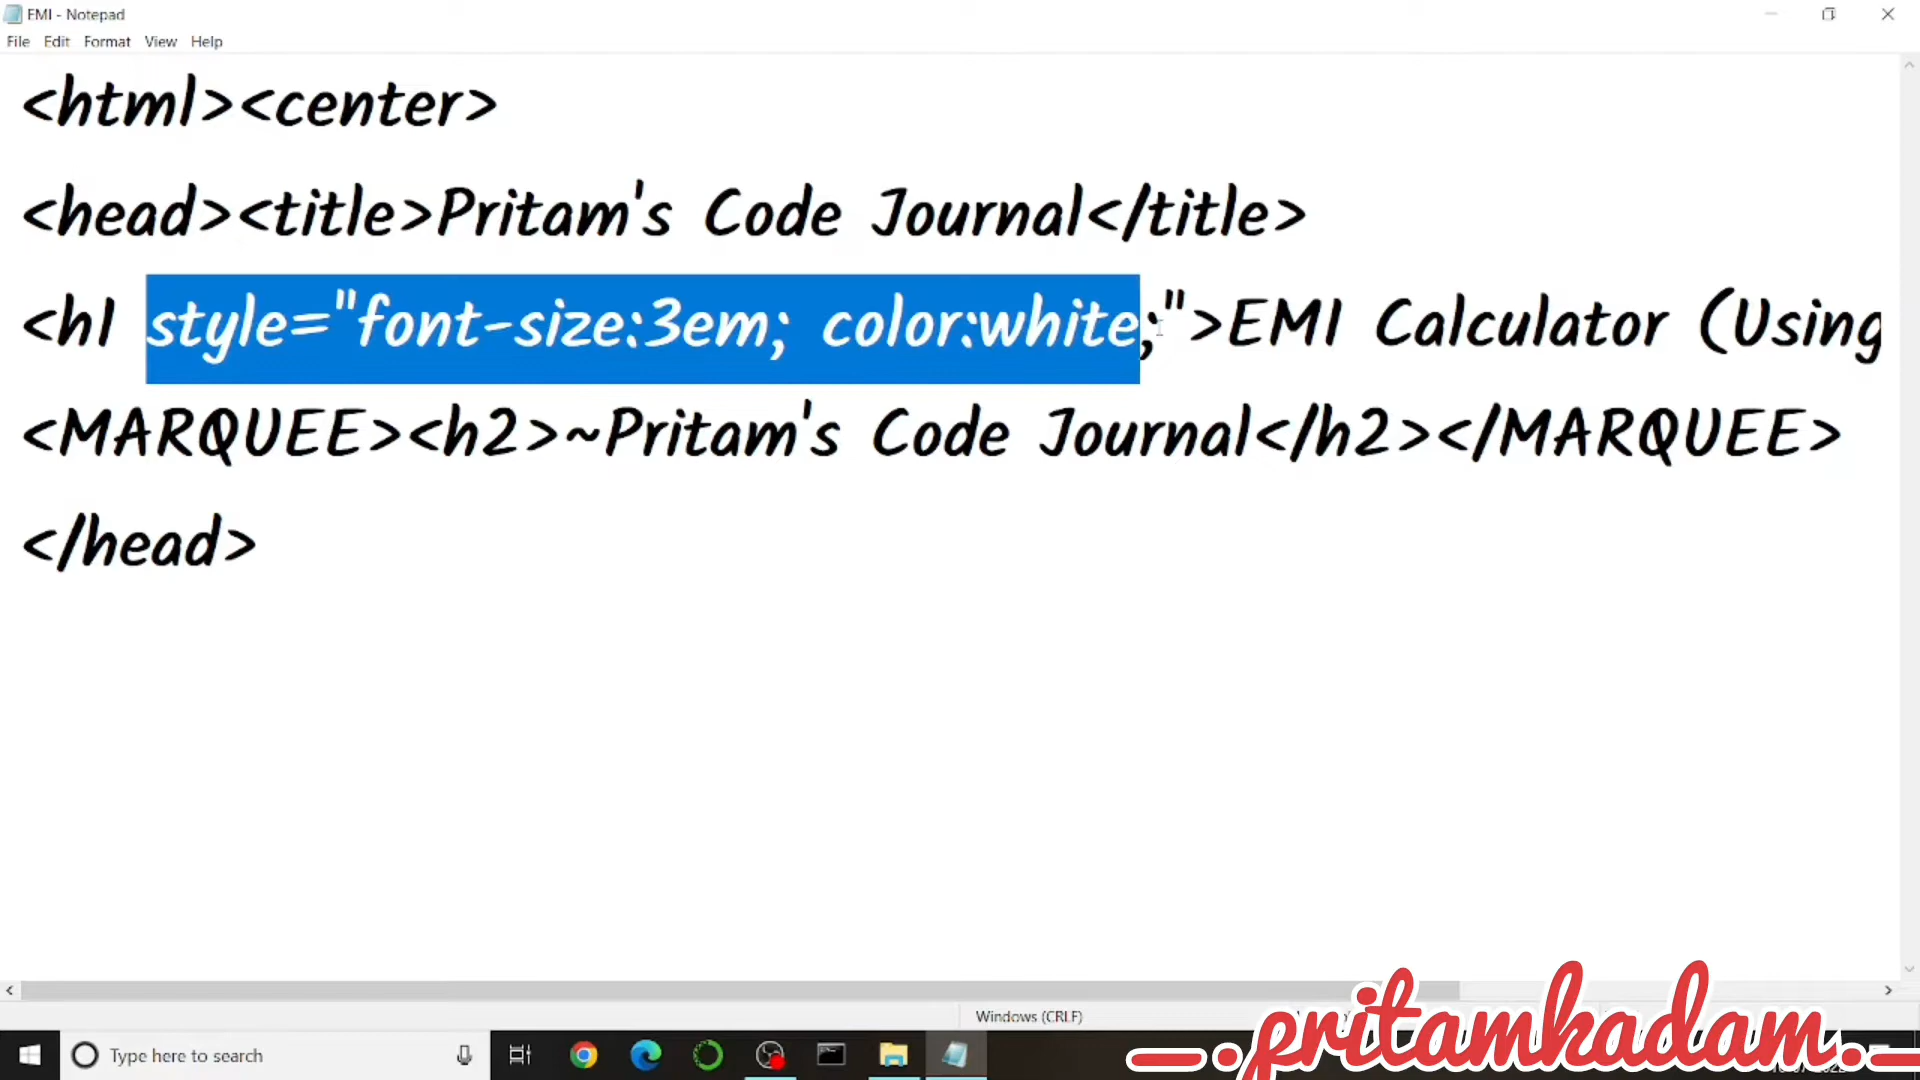 EMI - Notepad
File Edit Format View Help
<html><center>
<head><title>Pritam's Code Journal</title>
<h1 style="font-size:3em; color:white;">EMI Calculator (Using
<MARQUEE><h2>~Pritam's Code Journal</h2></MARQUEE>
</head>
Windows (CRLF)
Type here to search
_.pritamkadam._